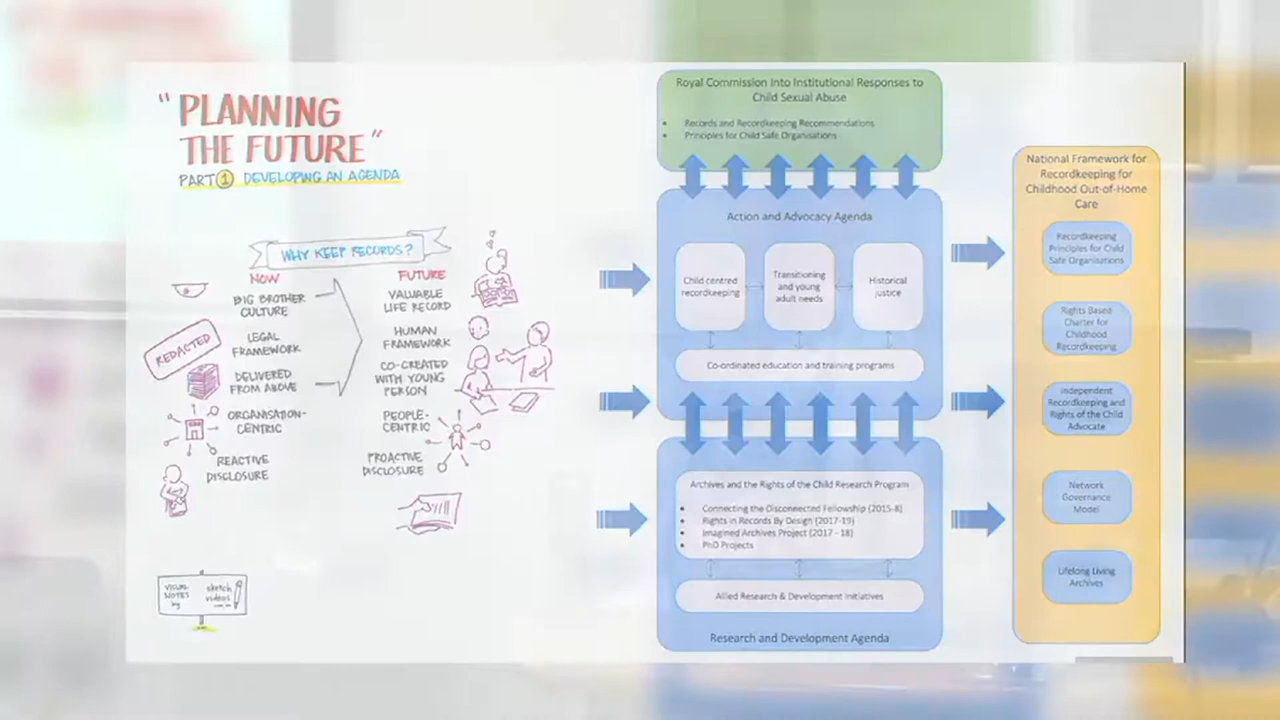 "PLANNING
THE FUTURE"
PART 1 DEVELOPING AN AGENDA
WHY KEEP RECORDS?
NOW
BIG BROTHER
CULTURE
LEGAL
FRAMEWORK
REDACTED
DELIVERED
FROM ABOVE
ORGANISATION-
CENTRIC
REACTIVE
DISCLOSURE
FUTURE
VALUABLE
LIFE RECORD
HUMAN
FRAMEWORK
CO-CREATED
WITH YOUNG
PERSON
PEOPLE-
CENTRIC
PROACTIVE
DISCLOSURE
VISUAL
NOTES
by
sketch
videos
Royal Commission Into Institutional Responses to
Child Sexual Abuse
• Records and Recordkeeping Recommendations
• Principles for Child Safe Organisations
Action and Advocacy Agenda
Child centred
recordkeeping
Transitioning
and young
adult needs
Historical
justice
Co-ordinated education and training programs
Archives and the Rights of the Child Research Program
• Connecting the Disconnected Fellowship (2015-8)
• Rights in Records By Design (2017-19)
• Imagined Archives Project (2017 - 18)
• PhD Projects
Allied Research & Development Initiatives
Research and Development Agenda
National Framework for
Recordkeeping for
Childhood Out-of-Home
Care
Recordkeeping
Principles for Child
Safe Organisations
Rights Based
Charter for
Childhood
Recordkeeping
Independent
Recordkeeping and
Rights of the Child
Advocate
Network
Governance
Model
Lifelong Living
Archives